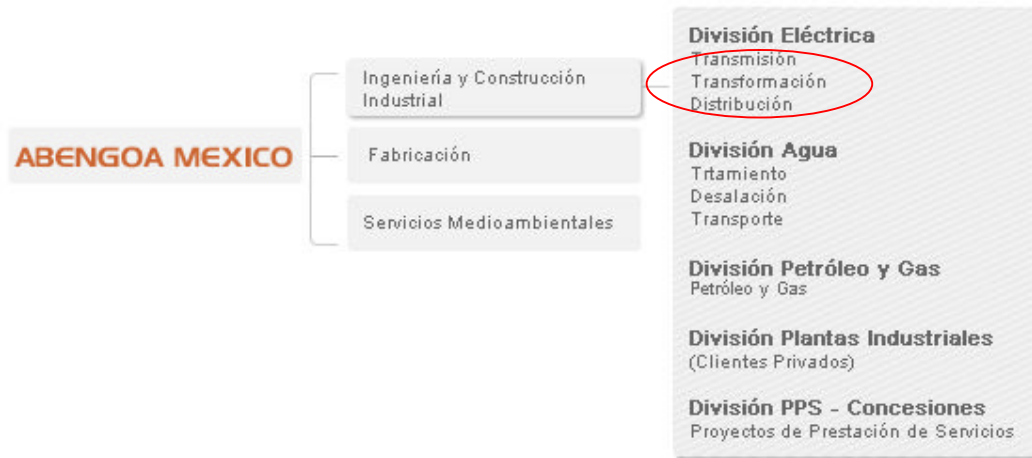 ABENGOA MEXICO
Ingeniería y Construcción
Industrial
Fabricación
Servicios Medioambientales
División Eléctrica
Transmisión
Transformación
Distribución
División Agua
Trtamiento
Desalación
Transporte
División Petróleo y Gas
Petróleo y Gas
División Plantas Industriales
(Clientes Privados)
División PPS - Concesiones
Proyectos de Prestación de Servicios